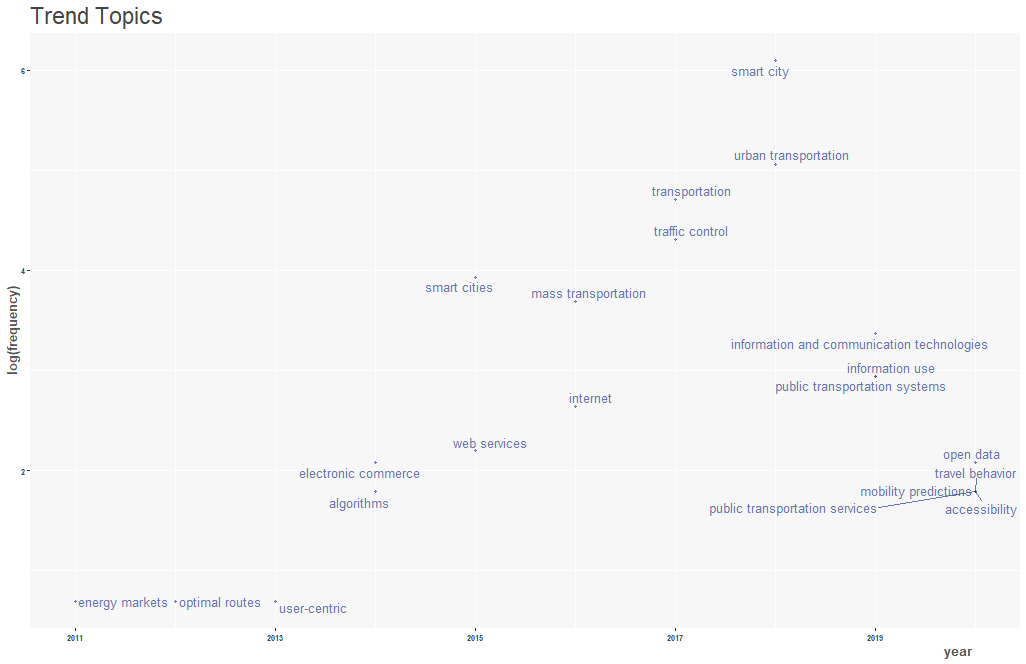 Trend Topics
6
smart city
urban transportation
transportation
traffic control
4
smart cities
mass transportation
log(frequency)
information and communication technologies
information use
public transportation systems
internet
web services
open data
2
electronic commerce
travel behavior
mobility predictions
algorithms
public transportation services
accessibility
energy markets
optimal routes
user-centric
2011
2013
2015
2017
2019
year